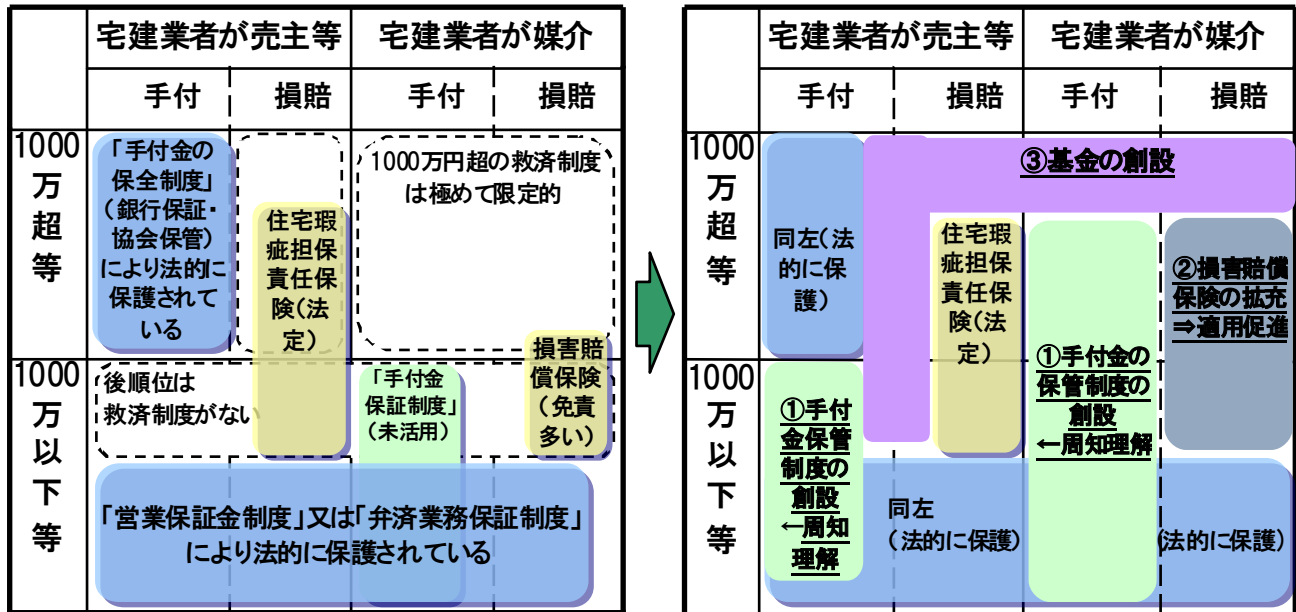 宅建業者が売主等
宅建業者が媒介
手付
損賠
手付
損賠
1000
万
超
等
「手付金の
保全制度」
(銀行保証・
協会保管)
により法的に
保護されて
いる
住宅瑕
疵担保
責任保
険(法
定)
1000万円超の救済制度
は極めて限定的
1000
万
以
下
等
後順位は
救済制度がない
「手付金
保証制度」
(未活用)
損害賠
償保険
(免責
多い)
「営業保証金制度」又は「弁済業務保証制度」
により法的に保護されている
宅建業者が売主等
宅建業者が媒介
手付
損賠
手付
損賠
1000
万
超
等
③基金の創設
同左(法
的に保
護)
住宅瑕
疵担保
責任保
険(法
定)
②損害賠償
保険の拡充
⇒適用促進
1000
万
以
下
等
①手付
金保管
制度の
創設
←周知
理解
①手付金の
保管制度の
創設
←周知理解
同左
(法的に保護)
(法的に保護)